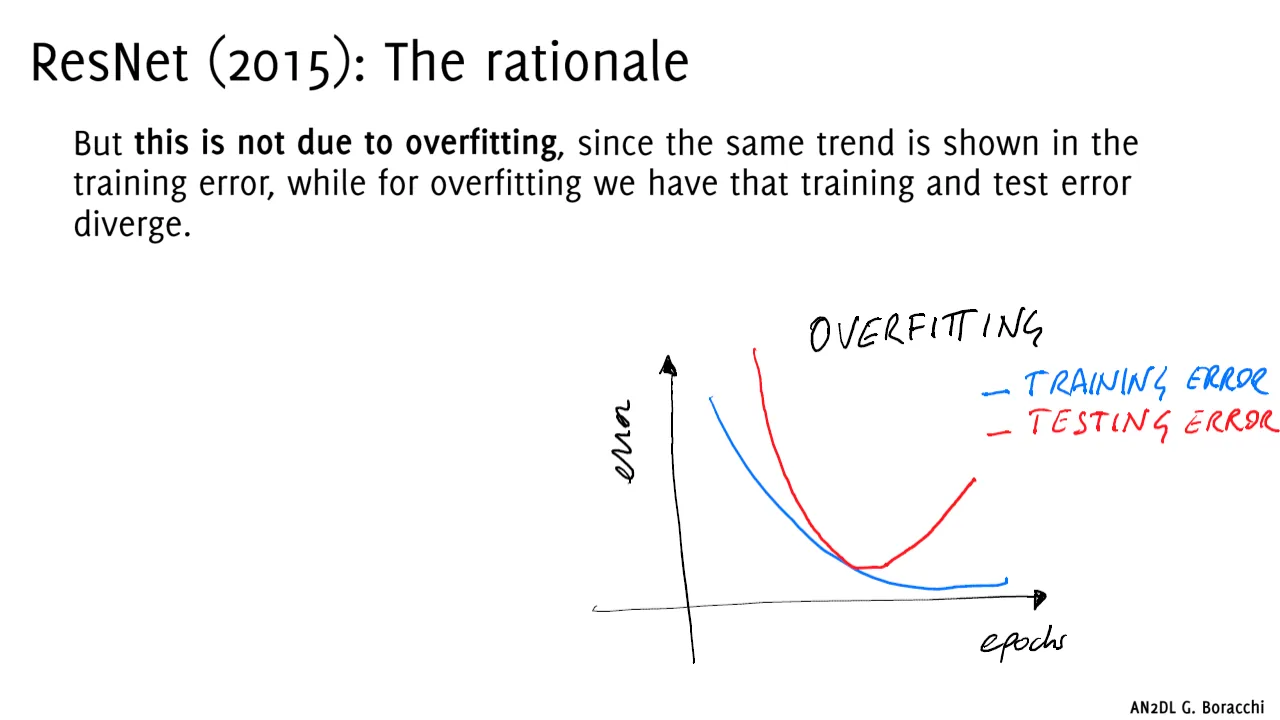 ResNet (2015): The rationale
But this is not due to overfitting, since the same trend is shown in the
training error, while for overfitting we have that training and test error
diverge.
OVERFITTING
TRAINING ERROR
TESTING ERROR
error
epochs
AN2DL G. Boracchi